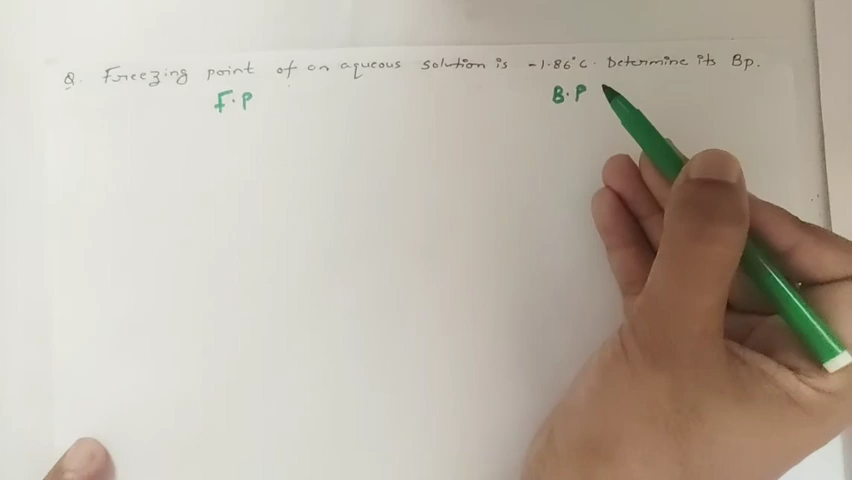 Q. Freezing point of an aqueous solution is -1.86°C. Determine its Bp.
F.P B.P